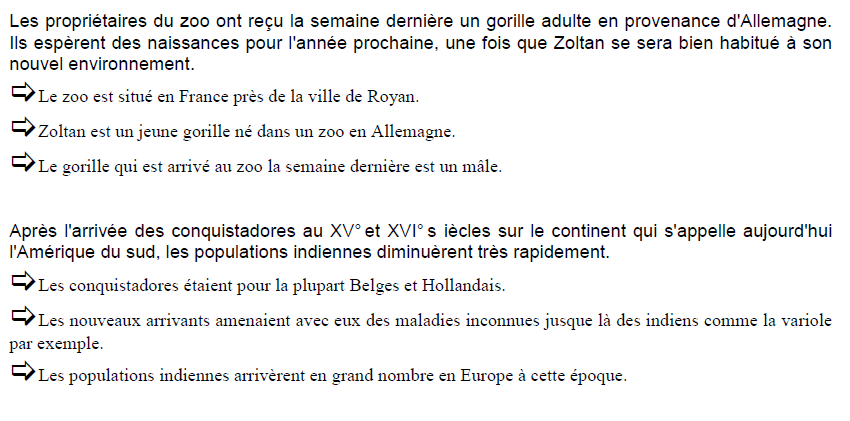 Les propriétaires du zoo ont reçu la semaine dernière un gorille adulte en provenance d'Allemagne.
Ils espèrent des naissances pour l'année prochaine, une fois que Zoltan se sera bien habitué à son
nouvel environnement.
⇨Le zoo est situé en France près de la ville de Royan.
⇨Zoltan est un jeune gorille né dans un zoo en Allemagne.
⇨Le gorille qui est arrivé au zoo la semaine dernière est un mâle.
Après l'arrivée des conquistadores au XV° et XVI° s iècles sur le continent qui s'appelle aujourd'hui
l'Amérique du sud, les populations indiennes diminuèrent très rapidement.
⇨Les conquistadores étaient pour la plupart Belges et Hollandais.
⇨Les nouveaux arrivants amenaient avec eux des maladies inconnues jusque là des indiens comme la variole
par exemple.
⇨Les populations indiennes arrivèrent en grand nombre en Europe à cette époque.